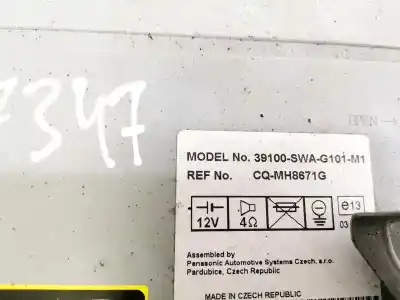 7347
OPEN
MODEL No. 39100-SWA-G101-M1
REF No. CQ-MH8671G
12V 4Ω e13
03
Assembled by
Panasonic Automotive Systems Czech, s.r.o.
Pardubice, Czech Republic
MADE IN CZECH REPUBLIC